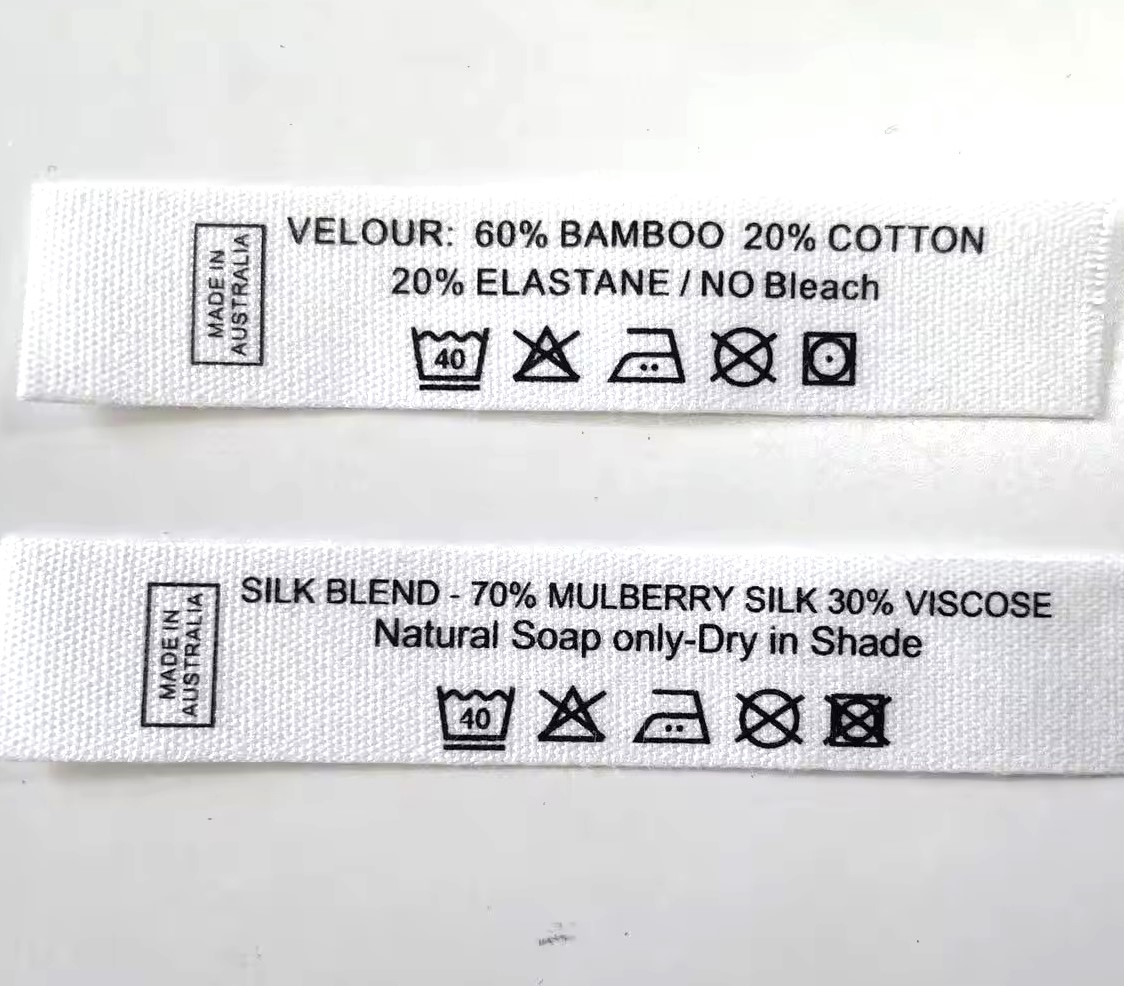 MADE IN
AUSTRALIA
VELOUR: 60% BAMBOO 20% COTTON
20% ELASTANE / NO Bleach
40
MADE IN
AUSTRALIA
SILK BLEND - 70% MULBERRY SILK 30% VISCOSE
Natural Soap only-Dry in Shade
40